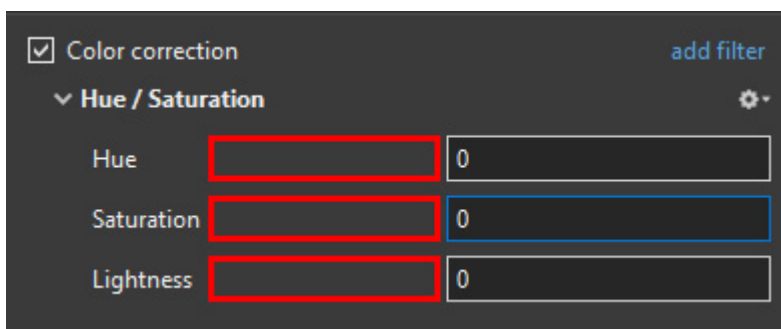 Color correction add filter
Hue / Saturation
Hue 0
Saturation 0
Lightness 0